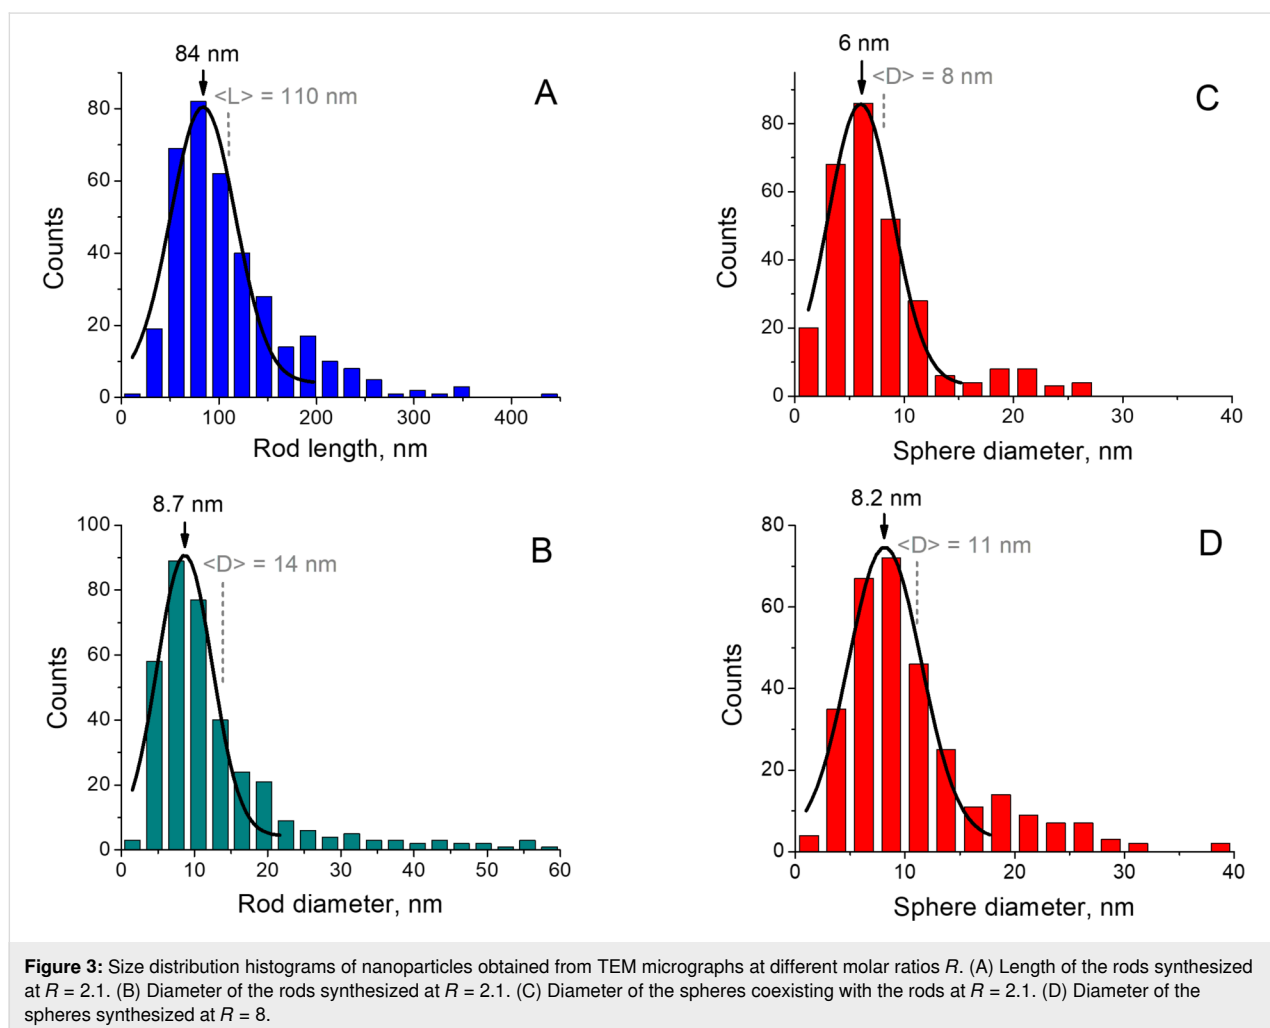 84 nm
<L> = 110 nm
A
80
60
40
20
0
Counts
0 100 200 300 400
Rod length, nm
6 nm
<D> = 8 nm
C
80
60
40
20
0
Counts
0 10 20 30 40
Sphere diameter, nm
8.7 nm
<D> = 14 nm
B
100
80
60
40
20
0
Counts
0 10 20 30 40 50 60
Rod diameter, nm
8.2 nm
<D> = 11 nm
D
80
60
40
20
0
Counts
0 10 20 30 40
Sphere diameter, nm
Figure 3: Size distribution histograms of nanoparticles obtained from TEM micrographs at different molar ratios R. (A) Length of the rods synthesized
at R = 2.1. (B) Diameter of the rods synthesized at R = 2.1. (C) Diameter of the spheres coexisting with the rods at R = 2.1. (D) Diameter of the
spheres synthesized at R = 8.